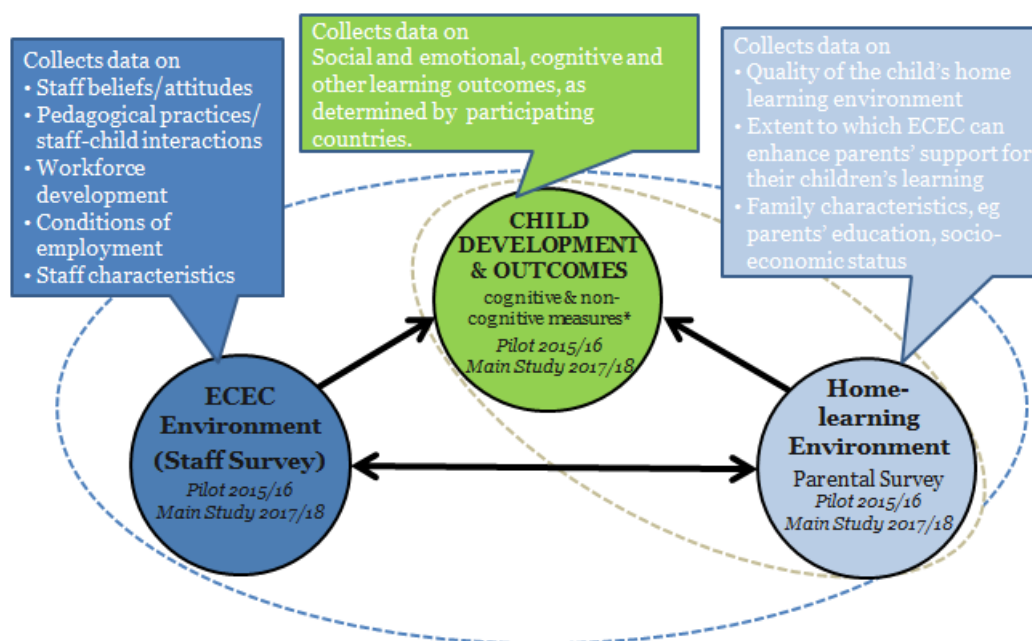 Collects data on
• Staff beliefs/attitudes
• Pedagogical practices/
staff-child interactions
• Workforce
development
• Conditions of
employment
• Staff characteristics
Collects data on
Social and emotional, cognitive and
other learning outcomes, as
determined by participating
countries.
Collects data on
• Quality of the child's home
learning environment
• Extent to which ECEC can
enhance parents' support for
their children's learning
• Family characteristics, eg
parents' education, socio-
economic status
CHILD
DEVELOPMENT
& OUTCOMES
cognitive & non-
cognitive measures*
Pilot 2015/16
Main Study 2017/18
ECEC
Environment
(Staff Survey)
Pilot 2015/16
Main Study 2017/18
Home-
learning
Environment
Parental Survey
Pilot 2015/16
Main Study 2017/18